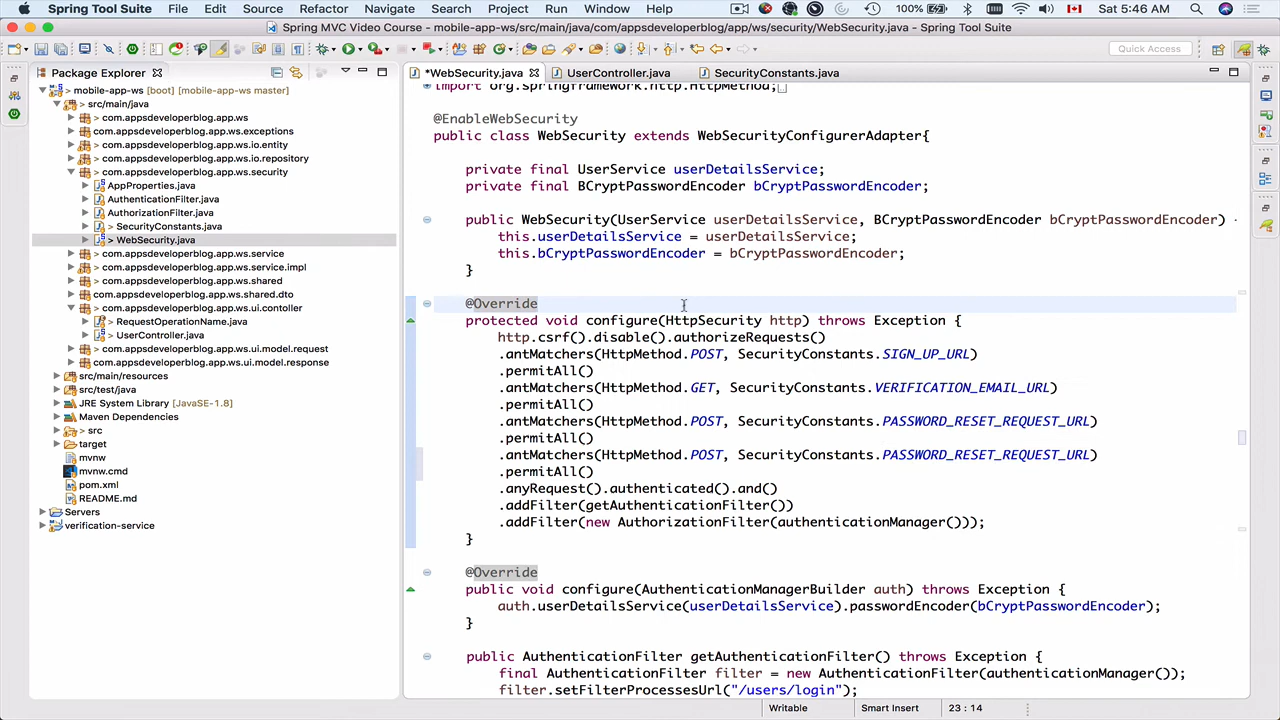 Spring Tool Suite File Edit Source Refactor Navigate Search Project Run Window Help 100% Sat 5:46 AM
Spring MVC Video Course - mobile-app-ws/src/main/java/com/appsdeveloperblog/app/ws/security/WebSecurity.java - Spring Tool Suite
Quick Access
Package Explorer
> mobile-app-ws [boot] [mobile-app-ws master]
> src/main/java
> com.appsdeveloperblog.app.ws
com.appsdeveloperblog.app.ws.exceptions
> com.appsdeveloperblog.app.ws.io.entity
> com.appsdeveloperblog.app.ws.io.repository
> com.appsdeveloperblog.app.ws.security
AppProperties.java
AuthenticationFilter.java
AuthorizationFilter.java
> SecurityConstants.java
> WebSecurity.java
> com.appsdeveloperblog.app.ws.service
> com.appsdeveloperblog.app.ws.service.impl
> com.appsdeveloperblog.app.ws.shared
com.appsdeveloperblog.app.ws.shared.dto
> com.appsdeveloperblog.app.ws.ui.contoller
> RequestOperationName.java
> UserController.java
> com.appsdeveloperblog.app.ws.ui.model.request
> com.appsdeveloperblog.app.ws.ui.model.response
src/main/resources
src/test/java
JRE System Library [JavaSE-1.8]
Maven Dependencies
> src
target
mvnw
mvnw.cmd
pom.xml
README.md
Servers
verification-service
*WebSecurity.java UserController.java SecurityConstants.java
import org.springframework.http.HttpMethod;
@EnableWebSecurity
public class WebSecurity extends WebSecurityConfigurerAdapter{
private final UserService userDetailsService;
private final BCryptPasswordEncoder bCryptPasswordEncoder;
public WebSecurity(UserService userDetailsService, BCryptPasswordEncoder bCryptPasswordEncoder)
this.userDetailsService = userDetailsService;
this.bCryptPasswordEncoder = bCryptPasswordEncoder;
}
@Override
protected void configure(HttpSecurity http) throws Exception {
http.csrf().disable().authorizeRequests()
.antMatchers(HttpMethod.POST, SecurityConstants.SIGN_UP_URL)
.permitAll()
.antMatchers(HttpMethod.GET, SecurityConstants.VERIFICATION_EMAIL_URL)
.permitAll()
.antMatchers(HttpMethod.POST, SecurityConstants.PASSWORD_RESET_REQUEST_URL)
.permitAll()
.antMatchers(HttpMethod.POST, SecurityConstants.PASSWORD_RESET_REQUEST_URL)
.permitAll()
.anyRequest().authenticated().and()
.addFilter(getAuthenticationFilter())
.addFilter(new AuthorizationFilter(authenticationManager()));
}
@Override
public void configure(AuthenticationManagerBuilder auth) throws Exception {
auth.userDetailsService(userDetailsService).passwordEncoder(bCryptPasswordEncoder);
}
public AuthenticationFilter getAuthenticationFilter() throws Exception {
final AuthenticationFilter filter = new AuthenticationFilter(authenticationManager());
filter.setFilterProcessesUrl("/users/login");
Writable Smart Insert 23 : 14